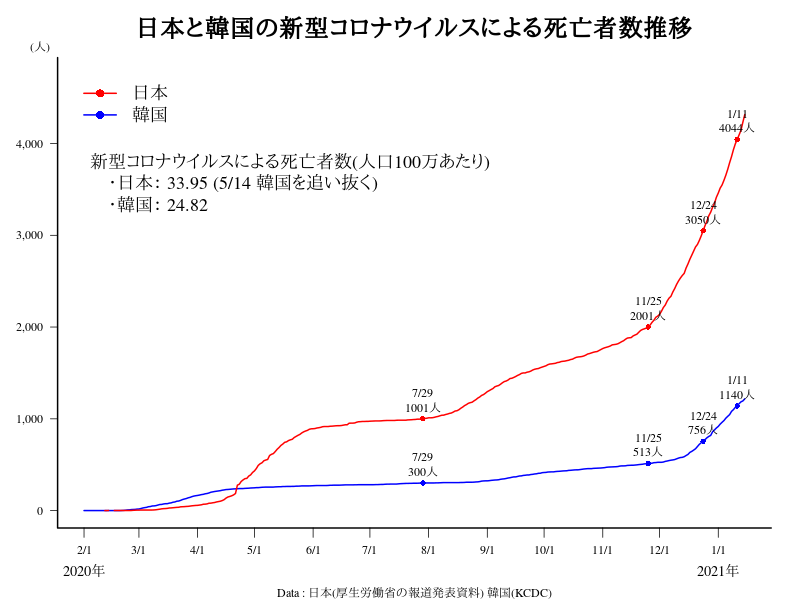 日本と韓国の新型コロナウイルスによる死亡者数推移
(人)
日本
韓国
新型コロナウイルスによる死亡者数(人口100万あたり)
・日本: 33.95 (5/14 韓国を追い抜く)
・韓国: 24.82
1/11
4044人
4,000
12/24
3050人
3,000
11/25
2001人
2,000
7/29
1001人
1,000
1/11
1140人
12/24
756人
11/25
513人
7/29
300人
0
2/1 3/1 4/1 5/1 6/1 7/1 8/1 9/1 10/1 11/1 12/1 1/1
2020年 2021年
Data : 日本(厚生労働省の報道発表資料) 韓国(KCDC)